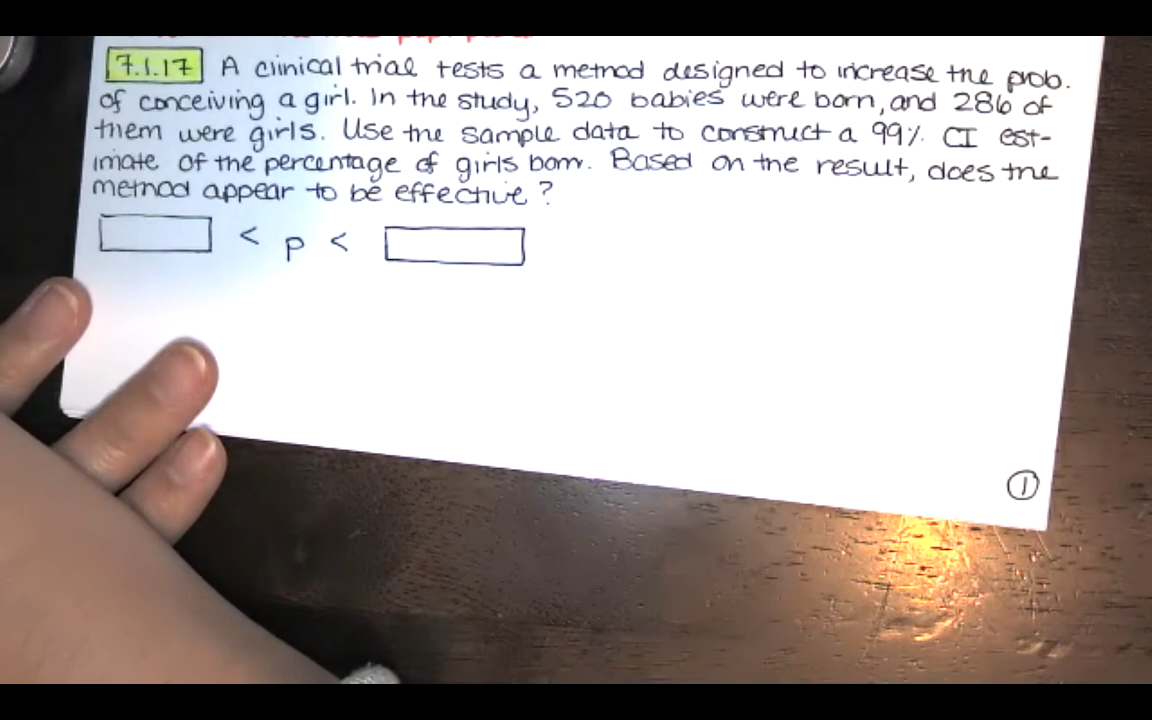 7.1.17 A clinical trial tests a method designed to increase the prob.
of conceiving a girl. In the study, 520 babies were born, and 286 of
them were girls. Use the sample data to construct a 99% CI est-
imate of the percentage of girls born. Based on the result, does the
method appear to be effective?
< p <
1